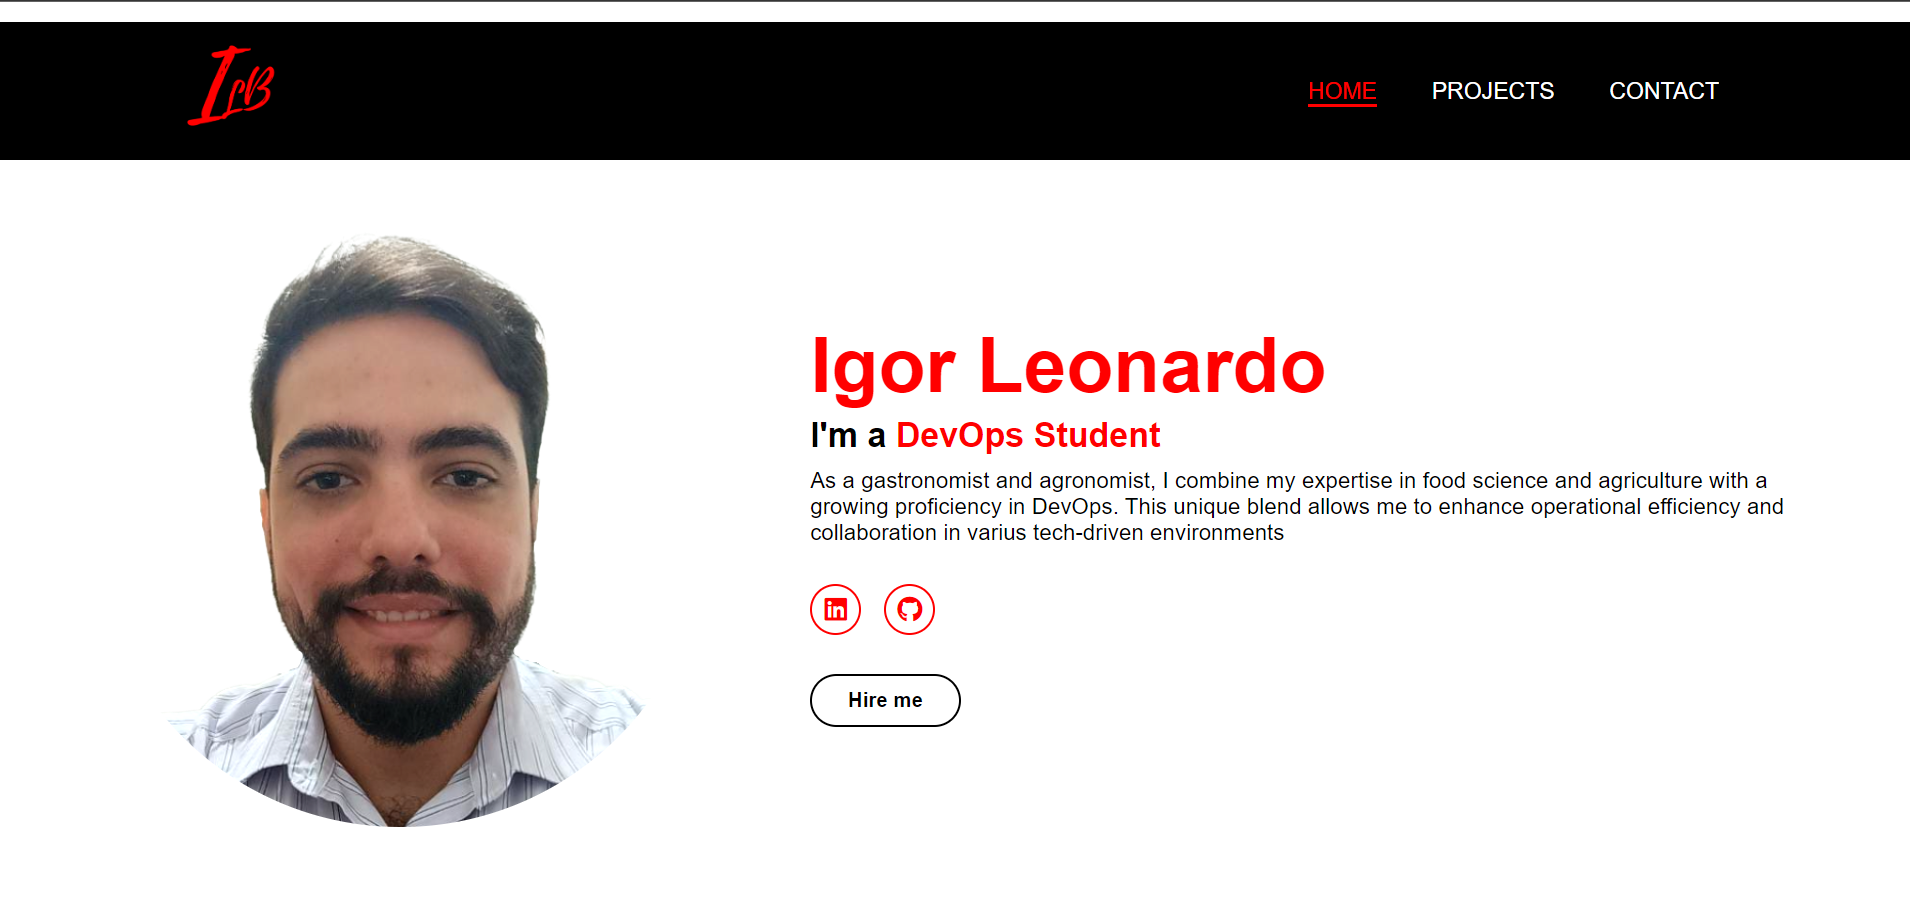 ILB
HOME PROJECTS CONTACT
Igor Leonardo
I'm a DevOps Student
As a gastronomist and agronomist, I combine my expertise in food science and agriculture with a
growing proficiency in DevOps. This unique blend allows me to enhance operational efficiency and
collaboration in varius tech-driven environments
in
Hire me